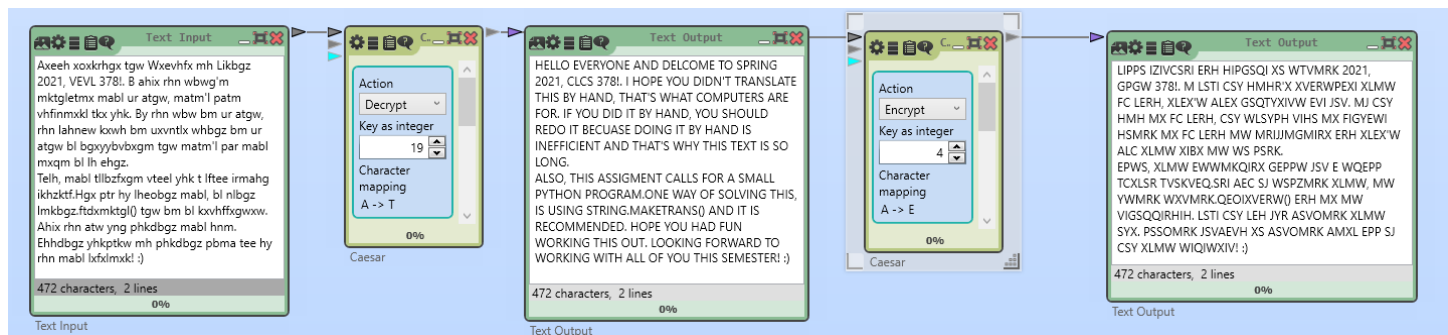 Text Input
Axeeh xoxkrhgx tgw Wxevhfx mh Likbgz
2021, VEVL 378!. B ahix rhn wbwg'm
mktgletmx mabl ur atgw, matm'l patm
vhfinmxkl tkx yhk. By rhn wbw bm ur atgw,
rhn lahnew kxwh bm uxvntlx whbgz bm ur
atgw bl bgxyybvbxgm tgw matm'l par mabl
mxqm bl lh ehgz.
Telh, mabl tllbzfxgm vteel yhk t lftee irmahg
ikhzktf.Hgx ptr hy lheobgz mabl, bl nlbgz
lmkbgz.ftdxmktgl() tgw bm bl kxvhffxgwxw.
Ahix rhn atw yng phkdbgz mabl hnm.
Ehhdbgz yhkptkw mh phkdbgz pbma tee hy
rhn mabl lxfxlmxk! :)
472 characters, 2 lines
0%
Text Input
C..
Action
Decrypt
Key as integer
19
Character
mapping
A -> T
0%
Caesar
Text Output
HELLO EVERYONE AND DELCOME TO SPRING
2021, CLCS 378!. I HOPE YOU DIDN'T TRANSLATE
THIS BY HAND, THAT'S WHAT COMPUTERS ARE
FOR. IF YOU DID IT BY HAND, YOU SHOULD
REDO IT BECUASE DOING IT BY HAND IS
INEFFICIENT AND THAT'S WHY THIS TEXT IS SO
LONG.
ALSO, THIS ASSIGMENT CALLS FOR A SMALL
PYTHON PROGRAM.ONE WAY OF SOLVING THIS,
IS USING STRING.MAKETRANS() AND IT IS
RECOMMENDED. HOPE YOU HAD FUN
WORKING THIS OUT. LOOKING FORWARD TO
WORKING WITH ALL OF YOU THIS SEMESTER! :)
472 characters, 2 lines
0%
Text Output
C..
Action
Encrypt
Key as integer
4
Character
mapping
A -> E
0%
Caesar
Text Output
LIPPS IZIVCSRI ERH HIPGSQI XS WTVMRK 2021,
GPGW 378!. M LSTI CSY HMHR'X XVERWPEXI XLMW
FC LERH, XLEX'W ALEX GSQTYXIVW EVI JSV. MJ CSY
HMH MX FC LERH, CSY WLSYPH VIHS MX FIGYEWI
HSMRK MX FC LERH MW MRIJJMGMIRX ERH XLEX'W
ALC XLMW XIBX MW WS PSRK.
EPWS, XLMW EWWMKQIRX GEPPW JSV E WQEPP
TCXLSR TVSKVEQ.SRI AEC SJ WSPZMRK XLMW, MW
YWMRK WXVMRK.QEOIXVERW() ERH MX MW
VIGSQQIRHIH. LSTI CSY LEH JYR ASVOMRK XLMW
SYX. PSSOMRK JSVAEVH XS ASVOMRK AMXL EPP SJ
CSY XLMW WIQIWXIV! :)
472 characters, 2 lines
0%
Text Output